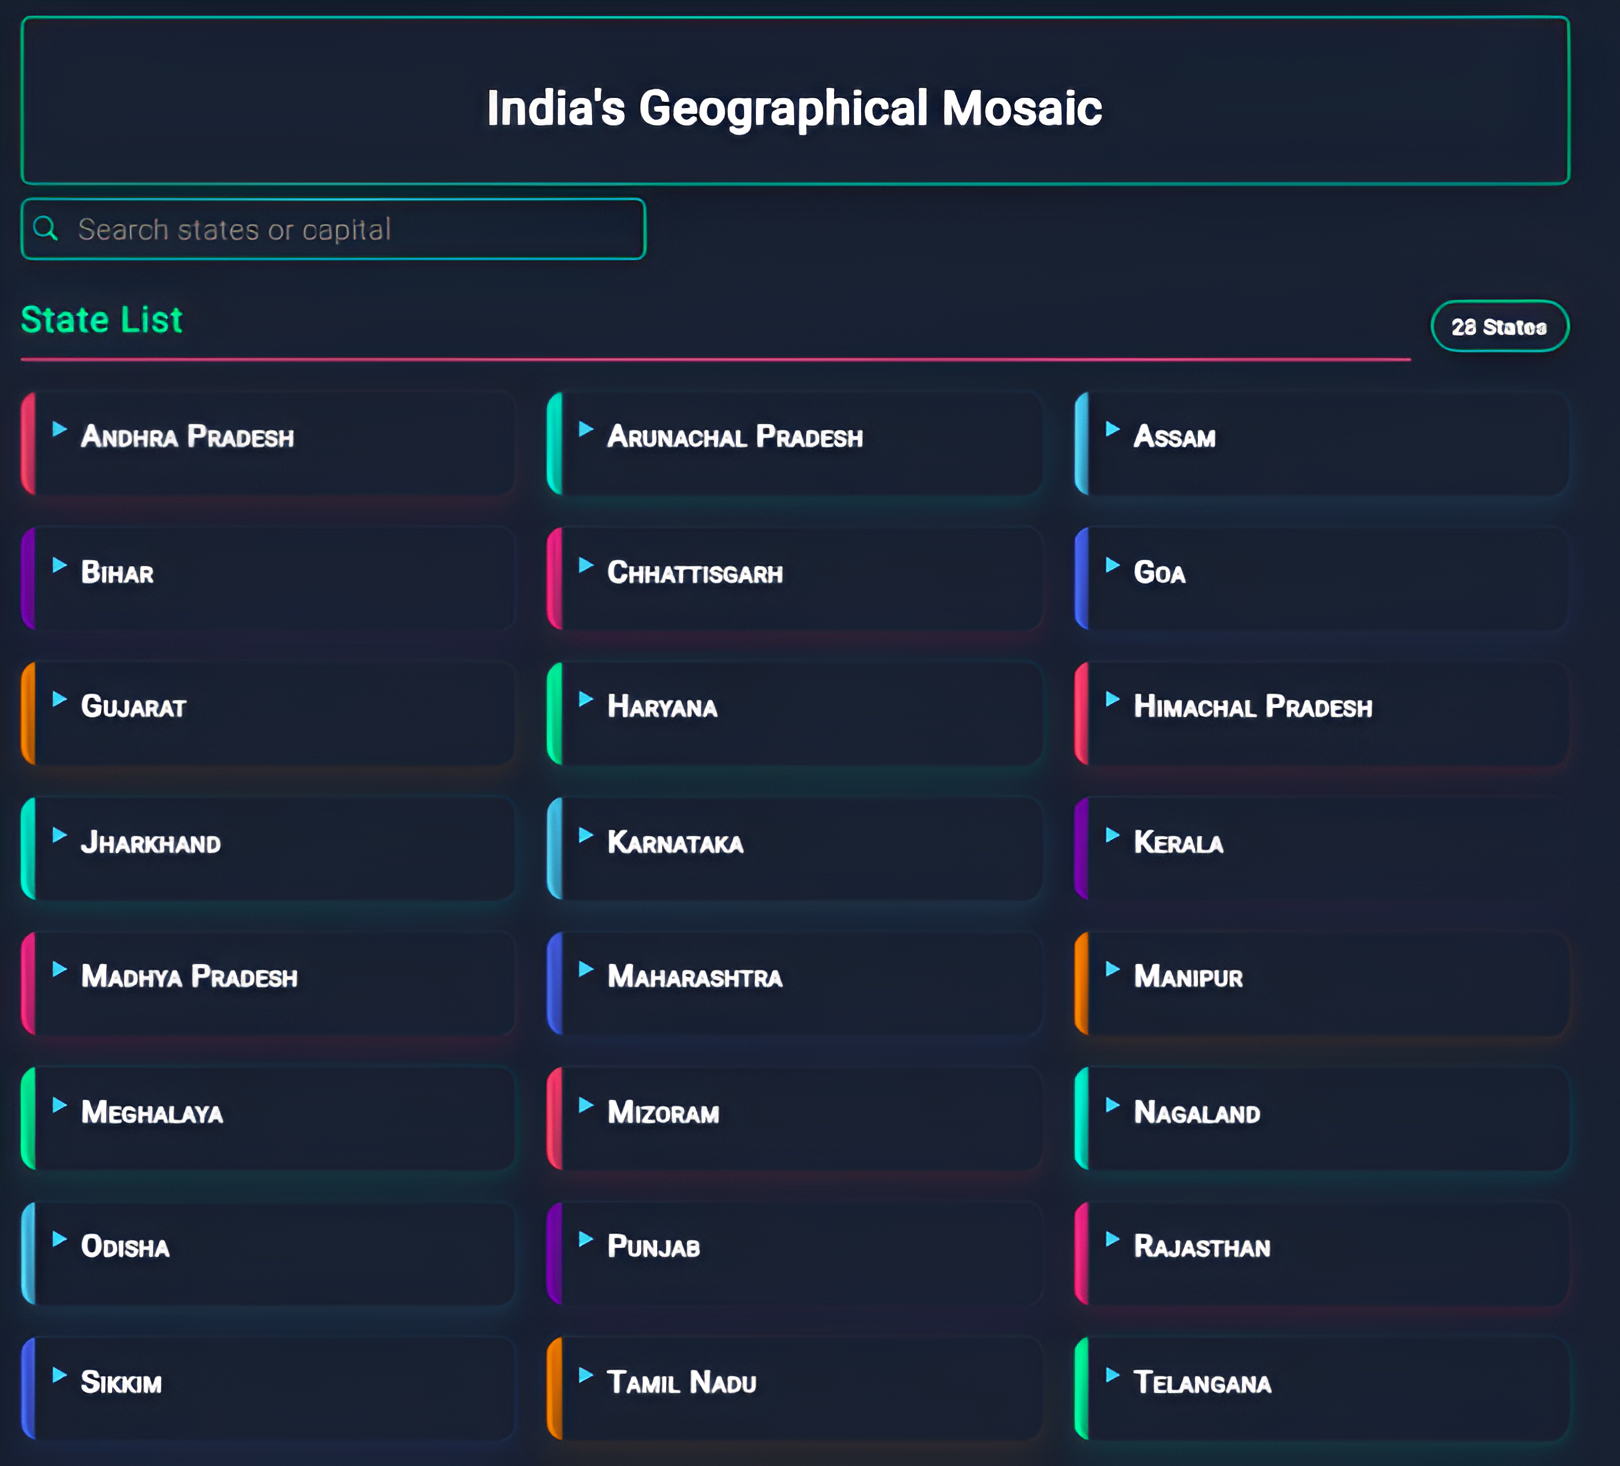 India's Geographical Mosaic
Search states or capital
State List
28 States
Andhra Pradesh
Arunachal Pradesh
Assam
Bihar
Chhattisgarh
Goa
Gujarat
Haryana
Himachal Pradesh
Jharkhand
Karnataka
Kerala
Madhya Pradesh
Maharashtra
Manipur
Meghalaya
Mizoram
Nagaland
Odisha
Punjab
Rajasthan
Sikkim
Tamil Nadu
Telangana